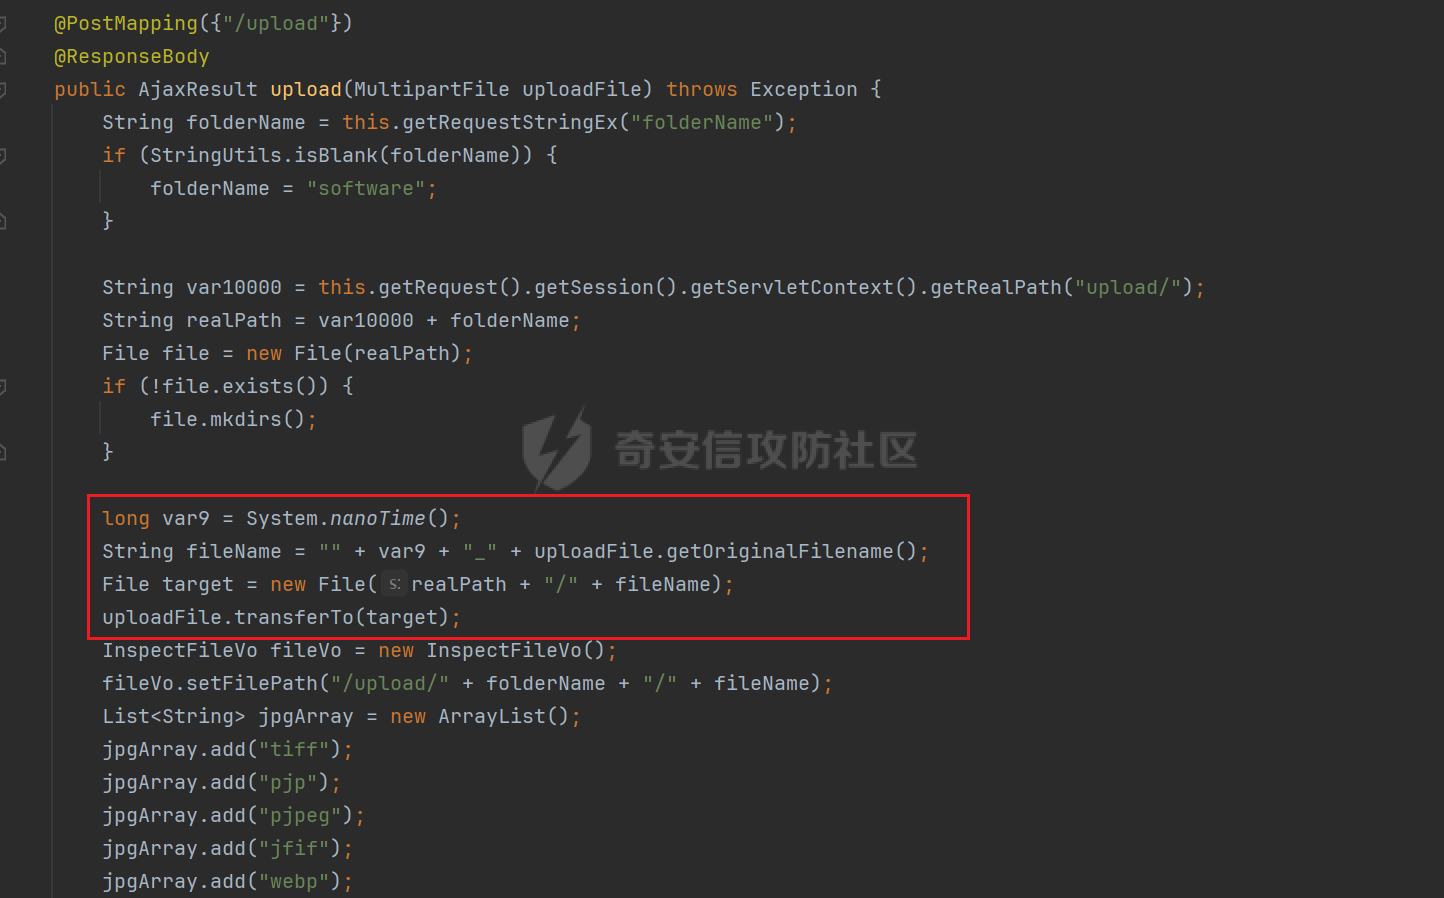 @PostMapping({"/upload"})
@ResponseBody
public AjaxResult upload(MultipartFile uploadFile) throws Exception {
    String folderName = this.getRequestStringEx("folderName");
    if (StringUtils.isBlank(folderName)) {
        folderName = "software";
    }
    String var10000 = this.getRequest().getSession().getServletContext().getRealPath("upload/");
    String realPath = var10000 + folderName;
    File file = new File(realPath);
    if (!file.exists()) {
        file.mkdirs();
    }
奇安信攻防社区
    long var9 = System.nanoTime();
    String fileName = "" + var9 + "_" + uploadFile.getOriginalFilename();
    File target = new File( s: realPath + "/" + fileName);
    uploadFile.transferTo(target);
    InspectFileVo fileVo = new InspectFileVo();
    fileVo.setFilePath("/upload/" + folderName + "/" + fileName);
    List<String> jpgArray = new ArrayList();
    jpgArray.add("tiff");
    jpgArray.add("pjp");
    jpgArray.add("pjpeg");
    jpgArray.add("jfif");
    jpgArray.add("webp");